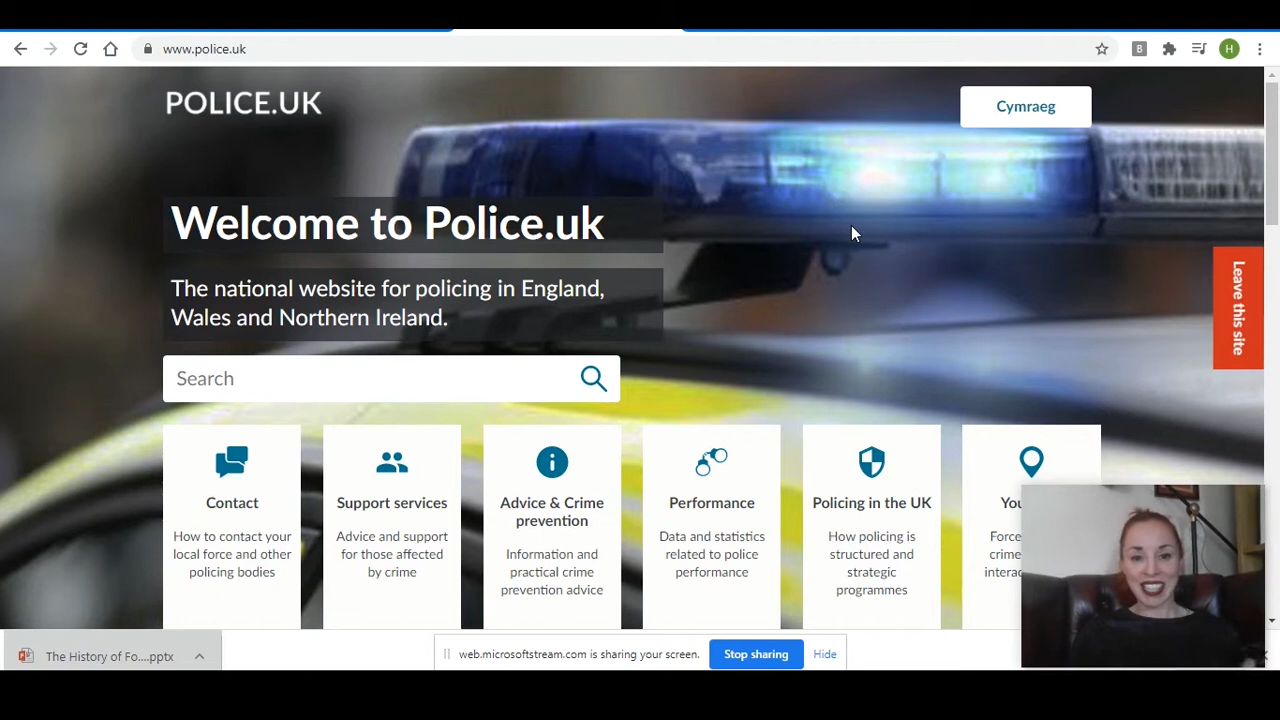 www.police.uk
B
H
POLICE.UK
Cymraeg
Welcome to Police.uk
The national website for policing in England,
Wales and Northern Ireland.
Leave this site
Search
Contact
How to contact your
local force and other
policing bodies
Support services
Advice and support
for those affected
by crime
Advice & Crime
prevention
Information and
practical crime
prevention advice
Performance
Data and statistics
related to police
performance
Policing in the UK
How policing is
structured and
strategic
programmes
You
Force
crime
intera
The History of Fo....pptx
web.microsoftstream.com is sharing your screen.
Stop sharing
Hide